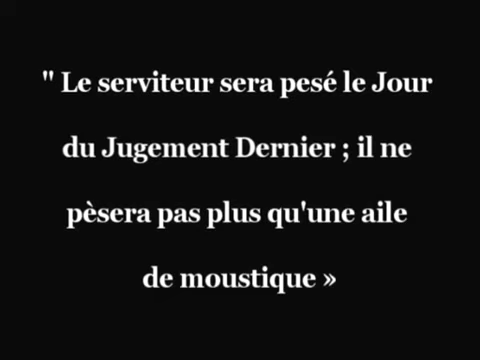 " Le serviteur sera pesé le Jour
du Jugement Dernier ; il ne
pèsera pas plus qu'une aile
de moustique »